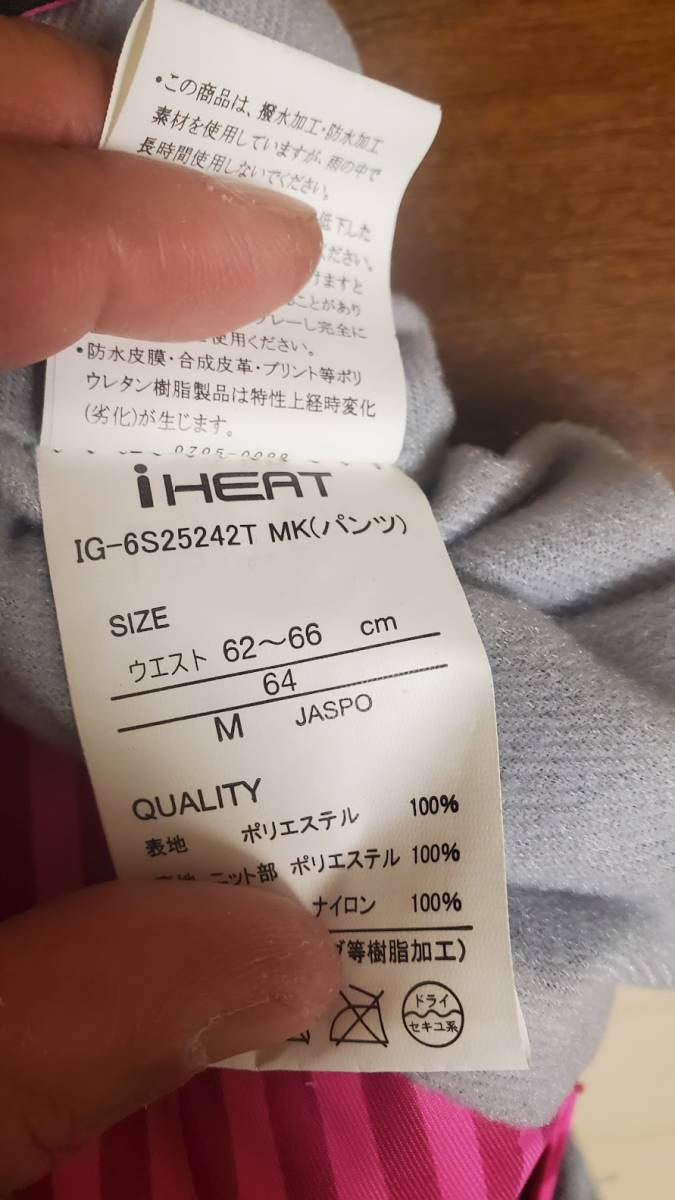 ・この商品は、撥水加工・防水加工
素材を使用していますが、雨の中で
長時間使用しないでください。
低下した
ください。
けますと
ことがあり
プレーし完全に
使用ください。
・防水皮膜・合成皮革・プリント等ポリ
ウレタン樹脂製品は特性上経時変化
(劣化)が生じます。
iHEAT
IG-6S25242T MK(パンツ)
SIZE
ウエスト 62～66 cm
64
M JASPO
QUALITY
表地 ポリエステル 100%
ニット部 ポリエステル 100%
ナイロン 100%
等樹脂加工)
ドライ
セキユ系